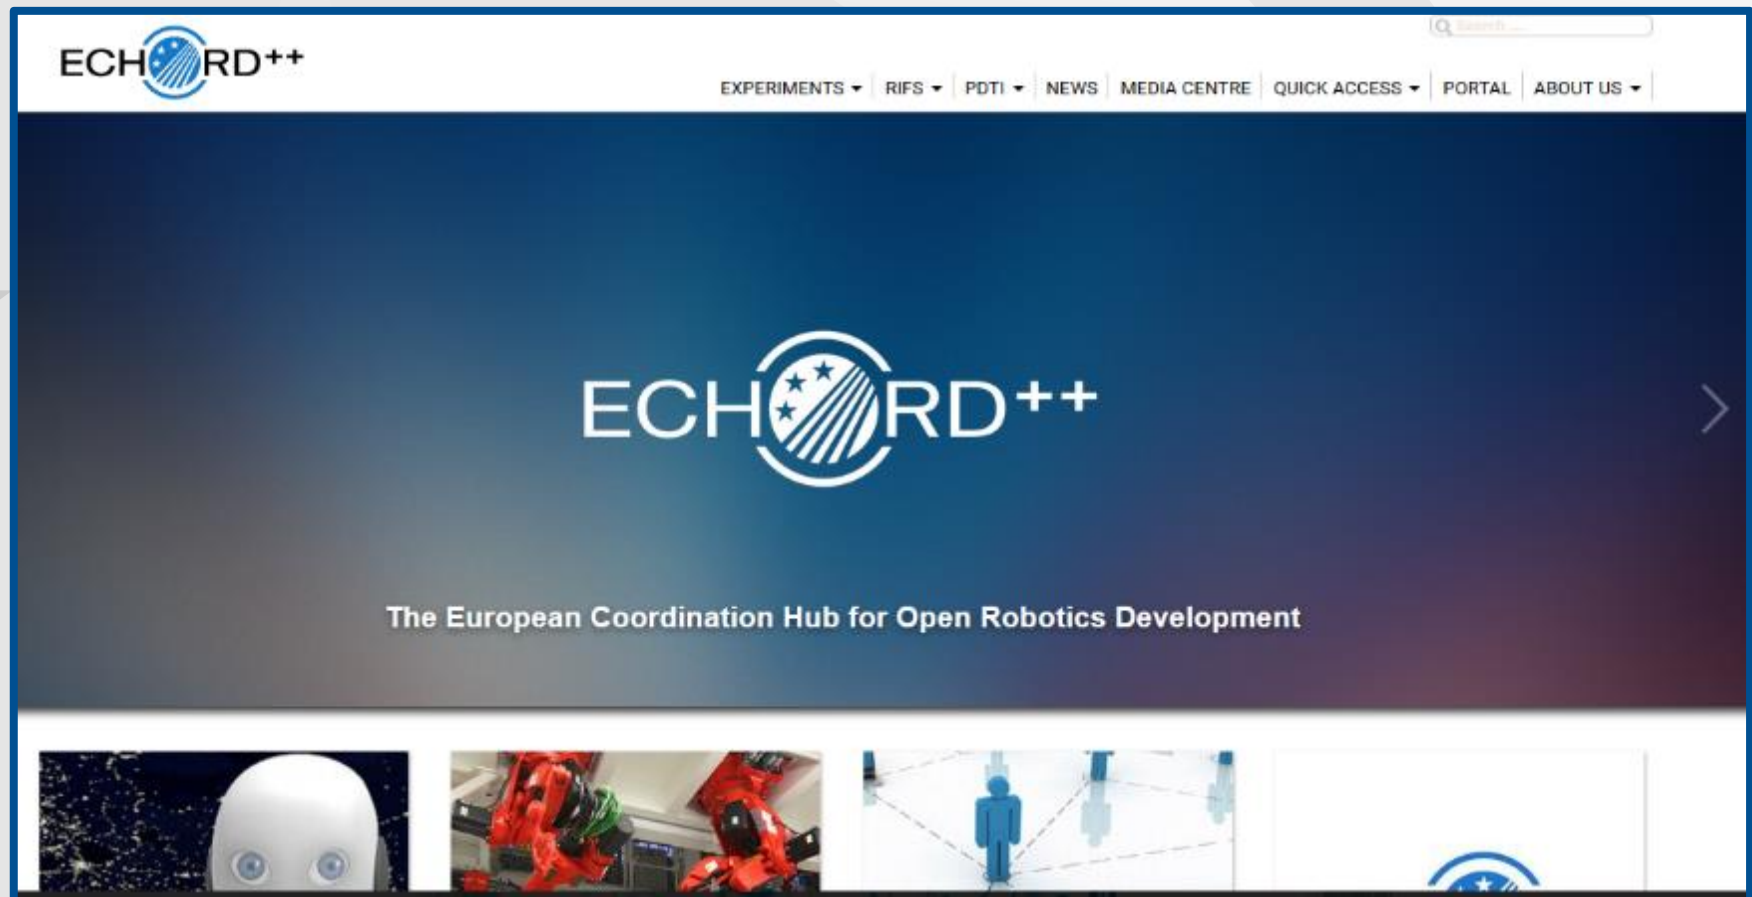 ECHORD++
Search ...
EXPERIMENTS RIFS PDTI NEWS MEDIA CENTRE QUICK ACCESS PORTAL ABOUT US
ECHORD++
The European Coordination Hub for Open Robotics Development